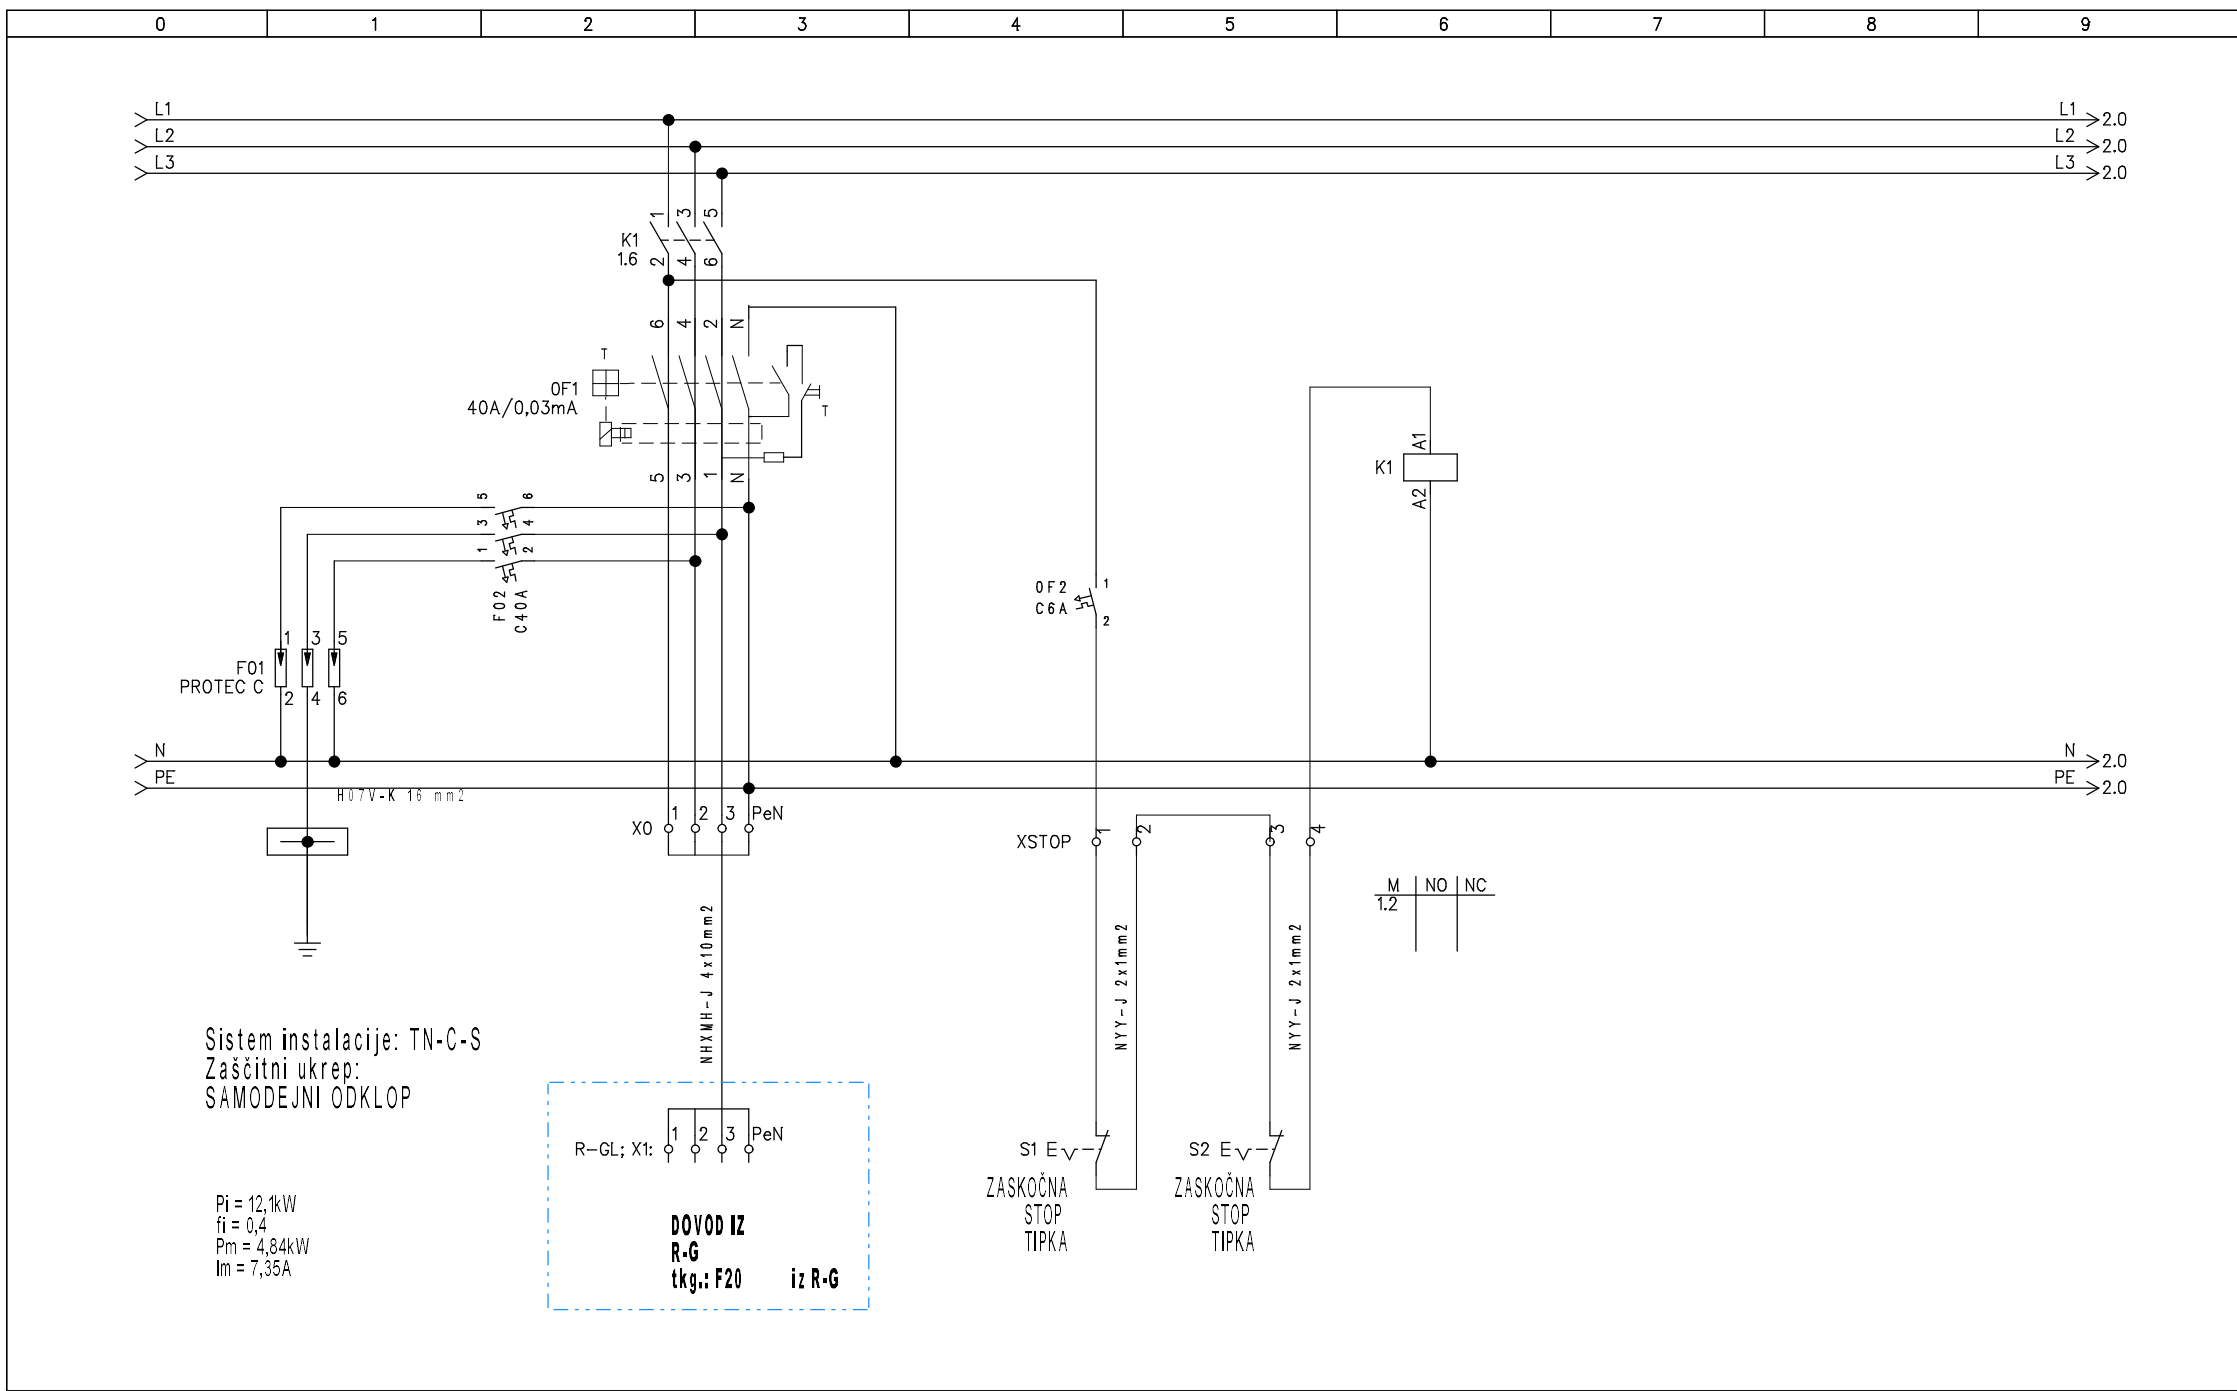 0 1 2 3 4 5 6 7 8 9
L1 L1 2.0
L2 L2 2.0
L3 L3 2.0
1 3 5
K1
1.6
2 4 6
6 4 2 N
T
0F1
40A/0,03mA
T
5 3 1 N
A1
K1
A2
5 6
3 4
1 2
F02
C40A
0F2
C6A
1
2
1 3 5
F01
PROTEC C
2 4 6
N N 2.0
PE PE 2.0
H07V-K 16 mm2
X0 1 2 3 PeN
XSTOP 1 2 3 4
M NO NC
1.2
NHXMH-J 4x10mm2
NYY-J 2x1mm2
NYY-J 2x1mm2
Sistem instalacije: TN-C-S
Zaščitni ukrep:
SAMODEJNI ODKLOP
R-GL; X1: 1 2 3 PeN
S1 E
ZASKOČNA
STOP
TIPKA
S2 E
ZASKOČNA
STOP
TIPKA
Pi = 12,1kW
fi = 0,4
Pm = 4,84kW
Im = 7,35A
DOVOD IZ
R-G
tkg.: F20 iz R-G